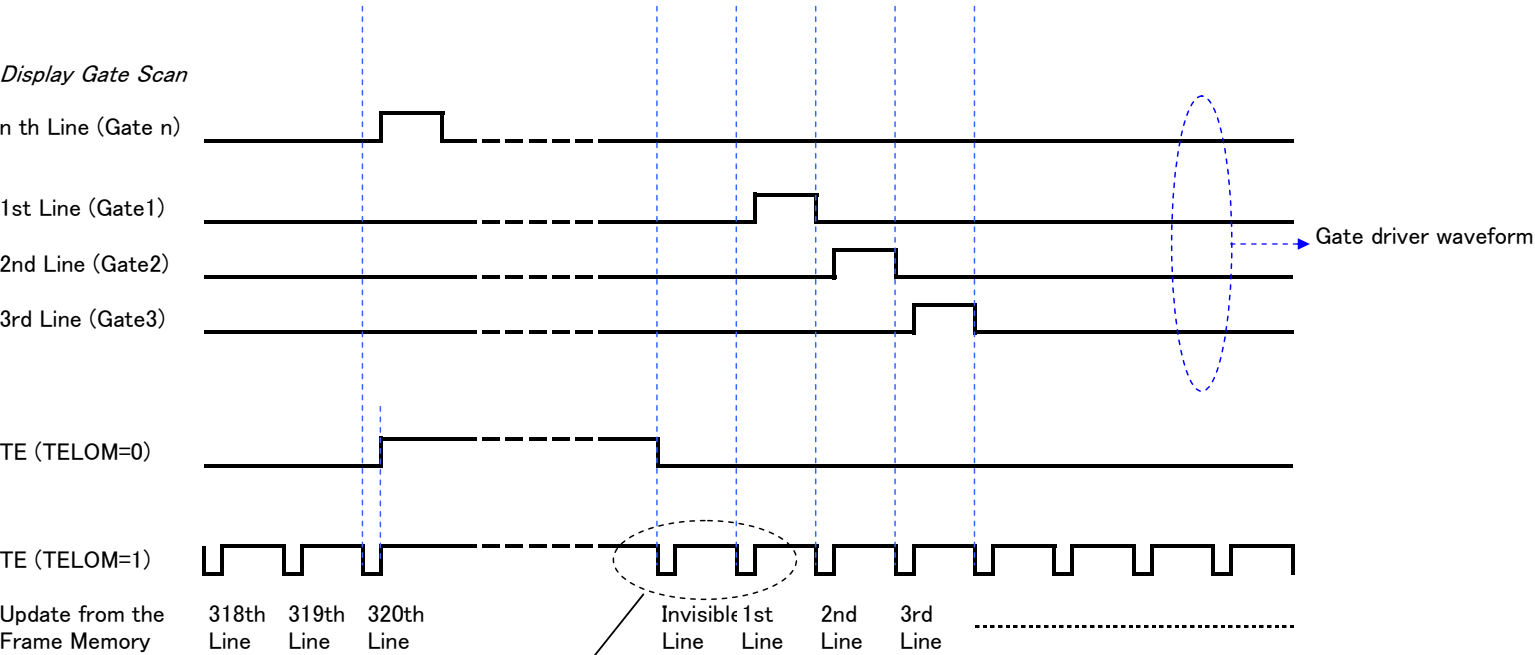 Display Gate Scan
n th Line (Gate n)
1st Line (Gate1)
2nd Line (Gate2)
Gate driver waveform
3rd Line (Gate3)
TE (TELOM=0)
TE (TELOM=1)
Update from the
Frame Memory
318th
Line
319th
Line
320th
Line
Invisible
Line
1st
Line
2nd
Line
3rd
Line